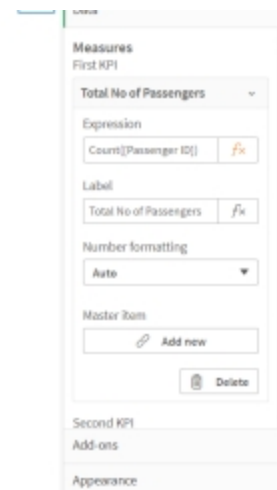 Data
Measures
First KPI
Total No of Passengers
Expression
Count([Passenger ID])
fx
Label
Total No of Passengers
fx
Number formatting
Auto
Master item
Add new
Delete
Second KPI
Add-ons
Appearance